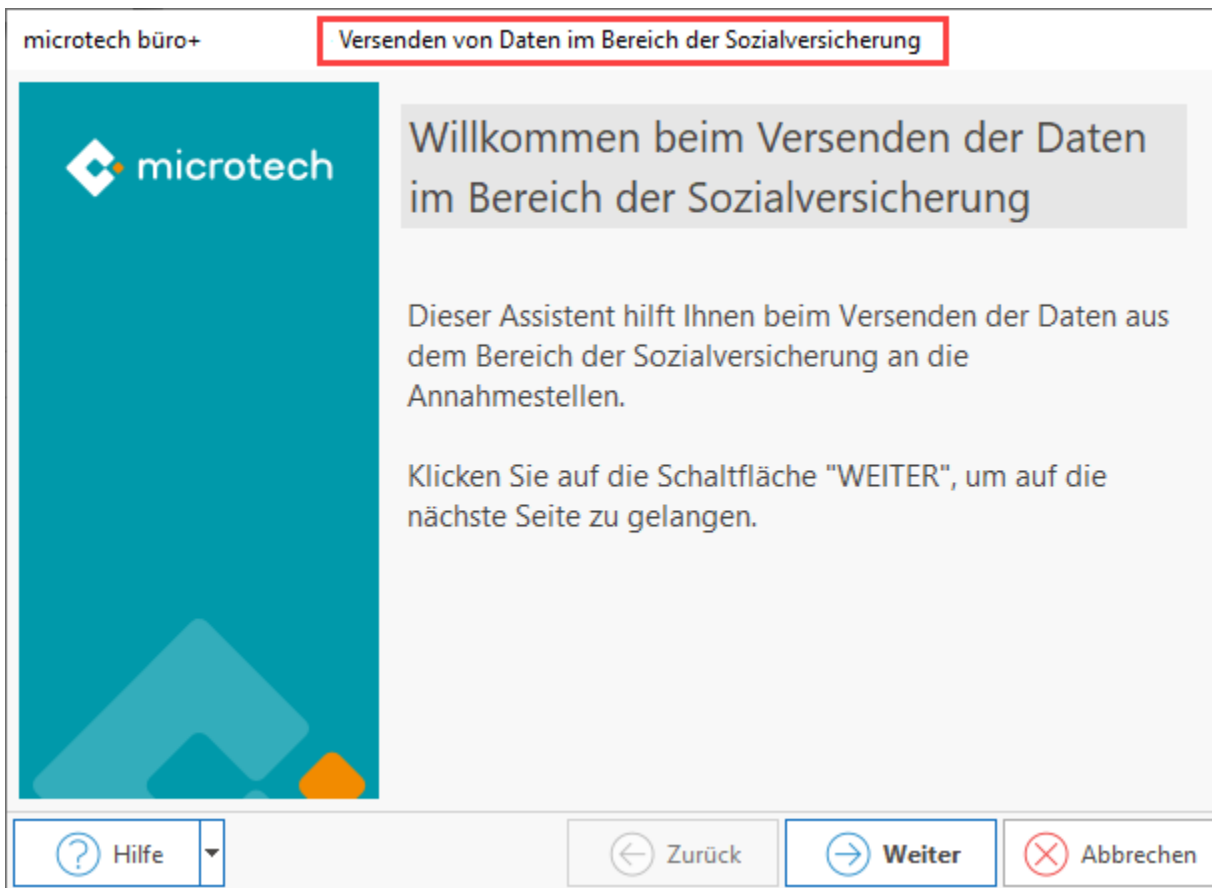 microtech büro+ Versenden von Daten im Bereich der Sozialversicherung
microtech
Willkommen beim Versenden der Daten
im Bereich der Sozialversicherung
Dieser Assistent hilft Ihnen beim Versenden der Daten aus
dem Bereich der Sozialversicherung an die
Annahmestellen.
Klicken Sie auf die Schaltfläche "WEITER", um auf die
nächste Seite zu gelangen.
Hilfe Zurück Weiter Abbrechen